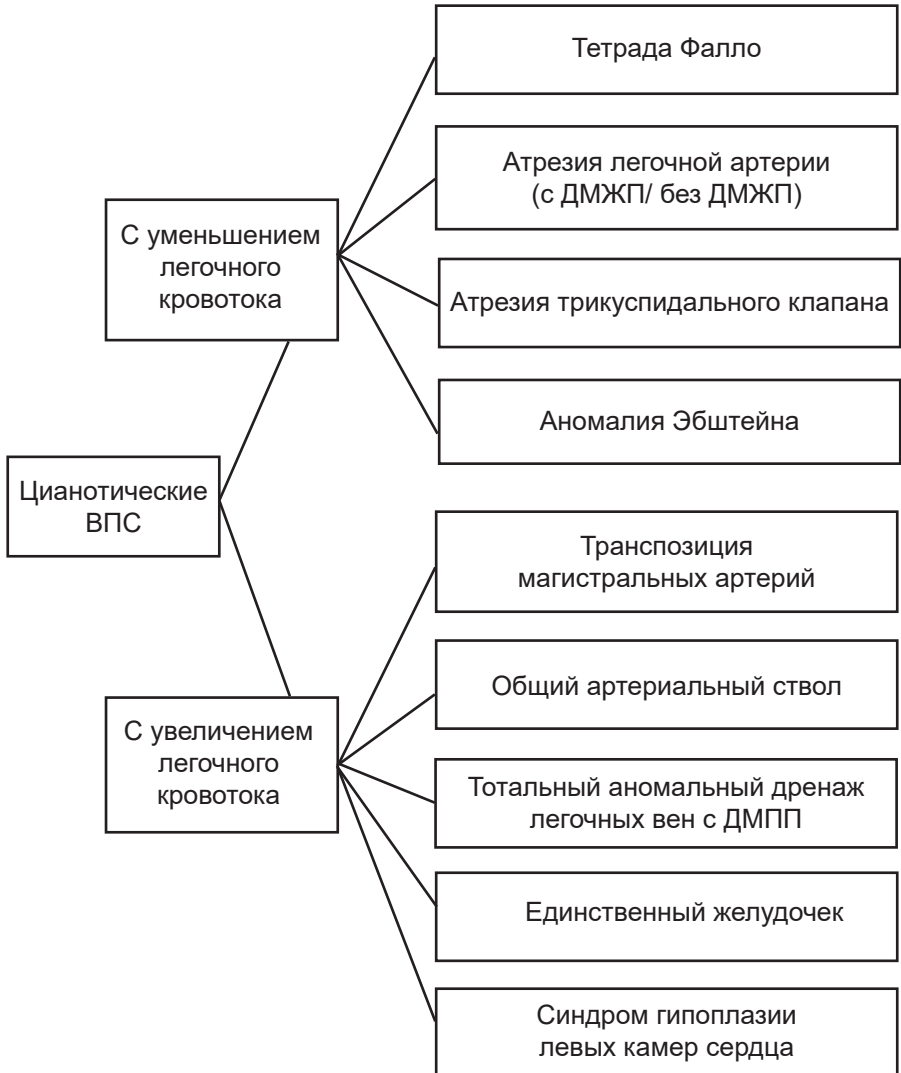 Тетрада Фалло
Атрезия легочной артерии
(с ДМЖП/ без ДМЖП)
С уменьшением
легочного
кровотока
Атрезия трикуспидального клапана
Аномалия Эбштейна
Цианотические
ВПС
Транспозиция
магистральных артерий
Общий артериальный ствол
С увеличением
легочного
кровотока
Тотальный аномальный дренаж
легочных вен с ДМПП
Единственный желудочек
Синдром гипоплазии
левых камер сердца